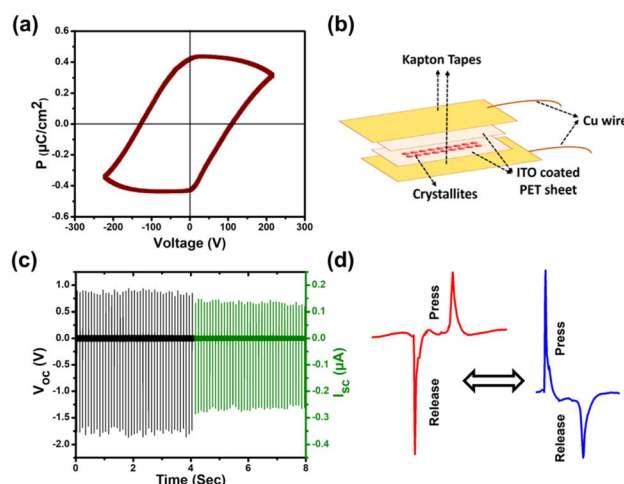 (a)
0.6
0.4
0.2
0.0
-0.2
-0.4
-0.6
P (µC/cm²)
-300 -200 -100 0 100 200 300
Voltage (V)
(b)
Kapton Tapes
Cu wire
ITO coated
PET sheet
Crystallites
(c)
1.0
0.5
0.0
-0.5
-1.0
-1.5
-2.0
V_OC (V)
0 2 4 6 8
Time (Sec)
0.2
0.1
0.0
-0.1
-0.2
-0.3
-0.4
I_SC (µA)
(d)
Press
Release
Press
Release